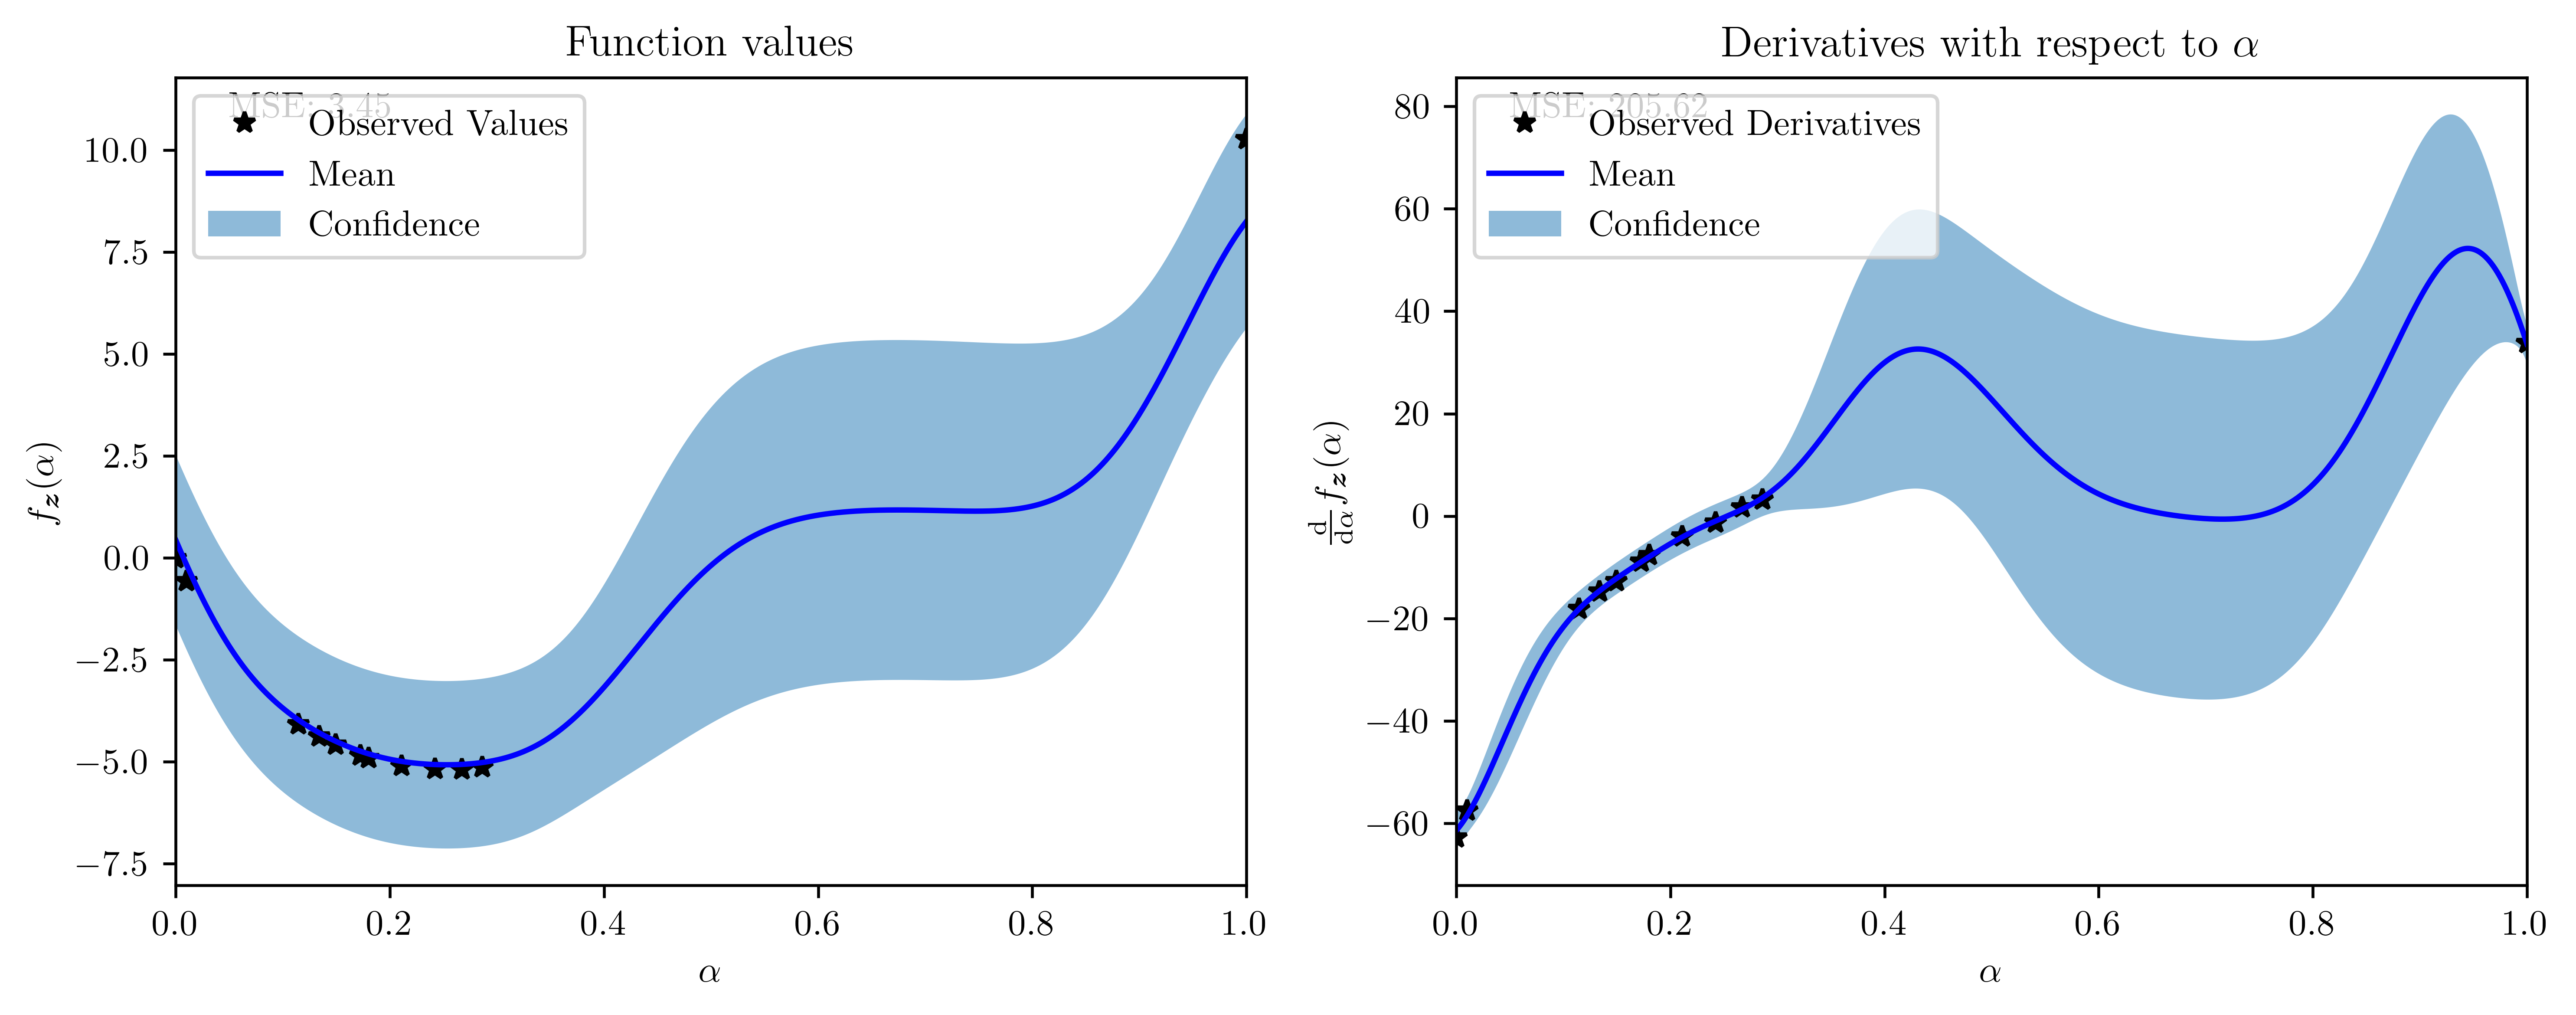 Function values
MSE: 3.45
Observed Values
Mean
Confidence
10.0
7.5
5.0
2.5
0.0
−2.5
−5.0
−7.5
f_z(α)
0.0 0.2 0.4 0.6 0.8 1.0
α
Derivatives with respect to α
MSE: 205.62
Observed Derivatives
Mean
Confidence
80
60
40
20
0
−20
−40
−60
d/dα f_z(α)
0.0 0.2 0.4 0.6 0.8 1.0
α